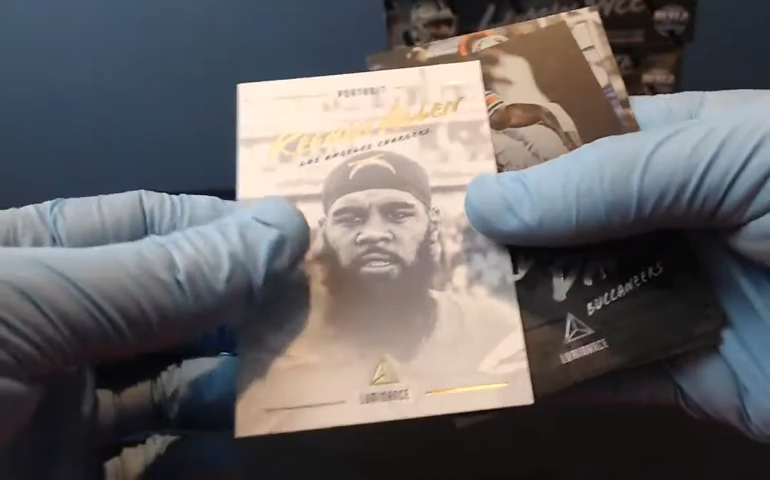 PORTRAIT
KEENAN ALLEN
LOS ANGELES CHARGERS
LUMINANCE
BUCCANEERS
LUMINANCE